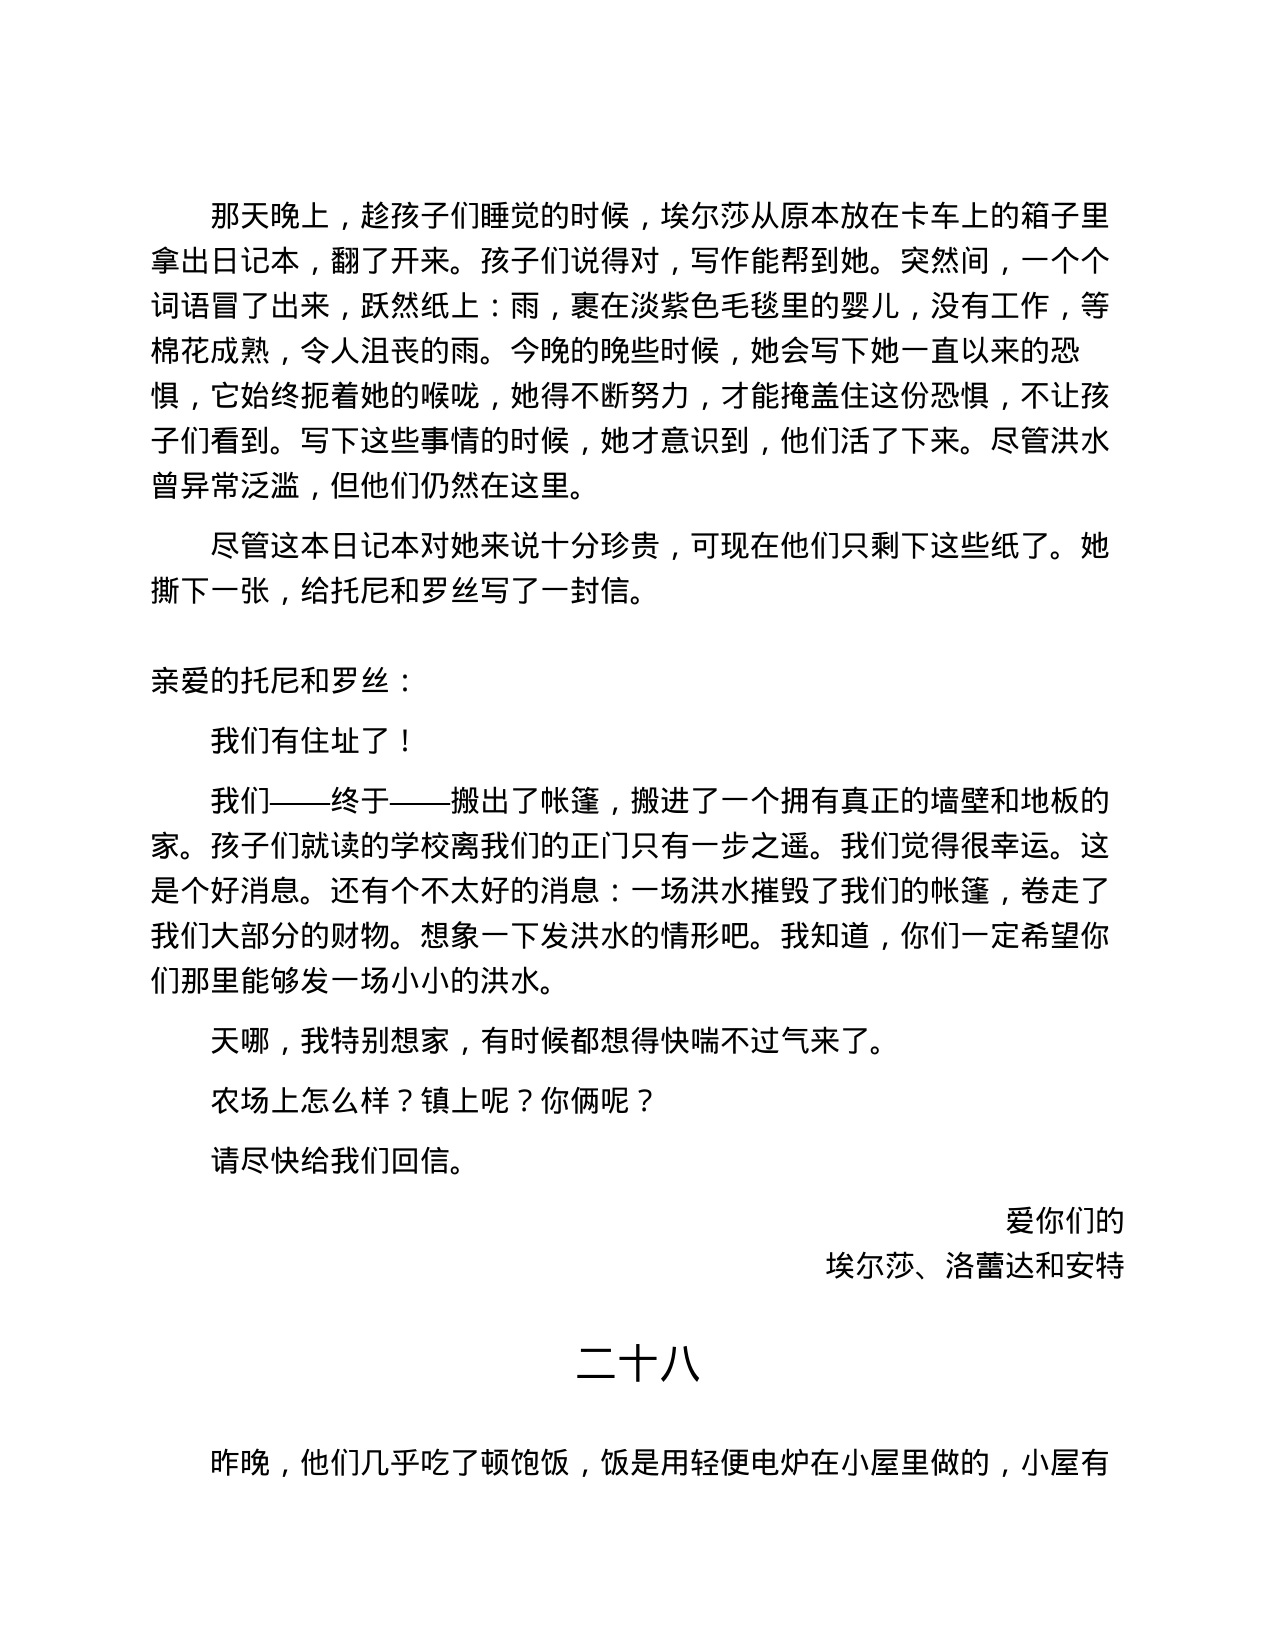 那天晚上，趁孩子们睡觉的时候，埃尔莎从原本放在卡车上的箱子里
拿出日记本，翻了开来。孩子们说得对，写作能帮到她。突然间，一个个
词语冒了出来，跃然纸上：雨，裹在淡紫色毛毯里的婴儿，没有工作，等
棉花成熟，令人沮丧的雨。今晚的晚些时候，她会写下她一直以来的恐
惧，它始终扼着她的喉咙，她得不断努力，才能掩盖住这份恐惧，不让孩
子们看到。写下这些事情的时候，她才意识到，他们活了下来。尽管洪水
曾异常泛滥，但他们仍然在这里。
尽管这本日记本对她来说十分珍贵，可现在他们只剩下这些纸了。她
撕下一张，给托尼和罗丝写了一封信。
亲爱的托尼和罗丝：
我们有住址了！
我们——终于——搬出了帐篷，搬进了一个拥有真正的墙壁和地板的
家。孩子们就读的学校离我们的正门只有一步之遥。我们觉得很幸运。这
是个好消息。还有个不太好的消息：一场洪水摧毁了我们的帐篷，卷走了
我们大部分的财物。想象一下发洪水的情形吧。我知道，你们一定希望你
们那里能够发一场小小的洪水。
天哪，我特别想家，有时候都想得快喘不过气来了。
农场上怎么样？镇上呢？你俩呢？
请尽快给我们回信。
爱你们的
埃尔莎、洛蕾达和安特
二十八
昨晚，他们几乎吃了顿饱饭，饭是用轻便电炉在小屋里做的，小屋有